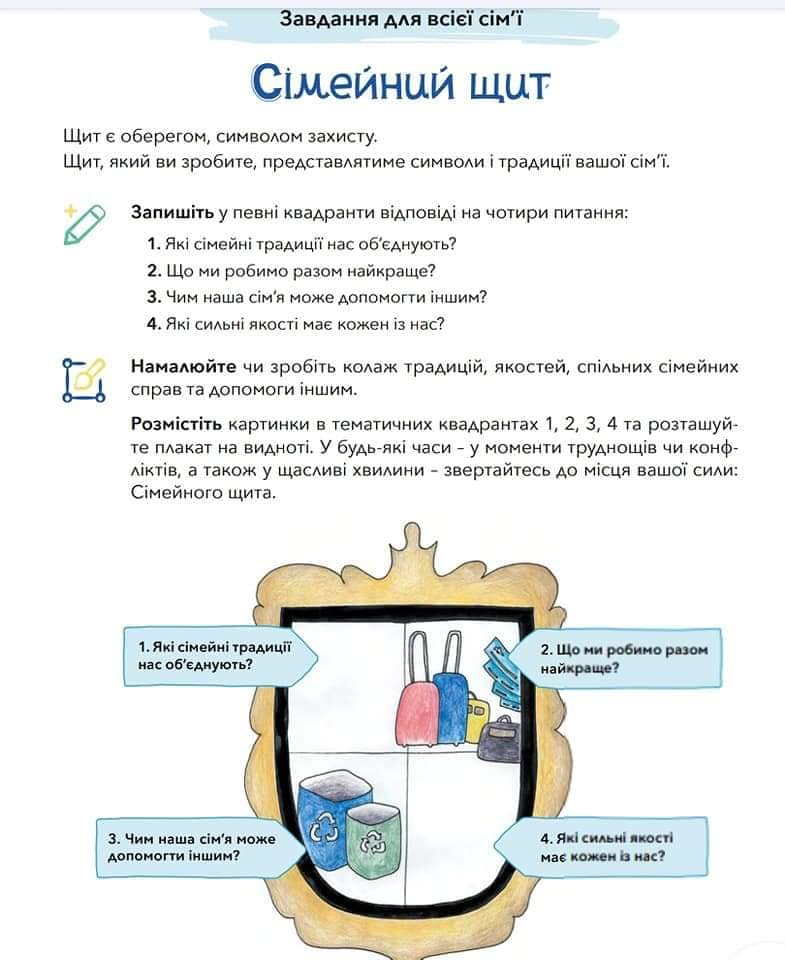 Завдання для всієї сім’ї
Сімейний щит
Щит є оберегом, символом захисту.
Щит, який ви зробите, представлятиме символи і традиції вашої сім’ї.
Запишіть у певні квадранти відповіді на чотири питання:
1. Які сімейні традиції нас об’єднують?
2. Що ми робимо разом найкраще?
3. Чим наша сім’я може допомогти іншим?
4. Які сильні якості має кожен із нас?
Намалюйте чи зробіть колаж традицій, якостей, спільних сімейних
справ та допомоги іншим.
Розмістіть картинки в тематичних квадрантах 1, 2, 3, 4 та розташуй-
те плакат на видноті. У будь-які часи – у моменти труднощів чи конф-
ліктів, а також у щасливі хвилини – звертайтесь до місця вашої сили:
Сімейного щита.
1. Які сімейні традиції
нас об’єднують?
2. Що ми робимо разом
найкраще?
3. Чим наша сім’я може
допомогти іншим?
4. Які сильні якості
має кожен із нас?